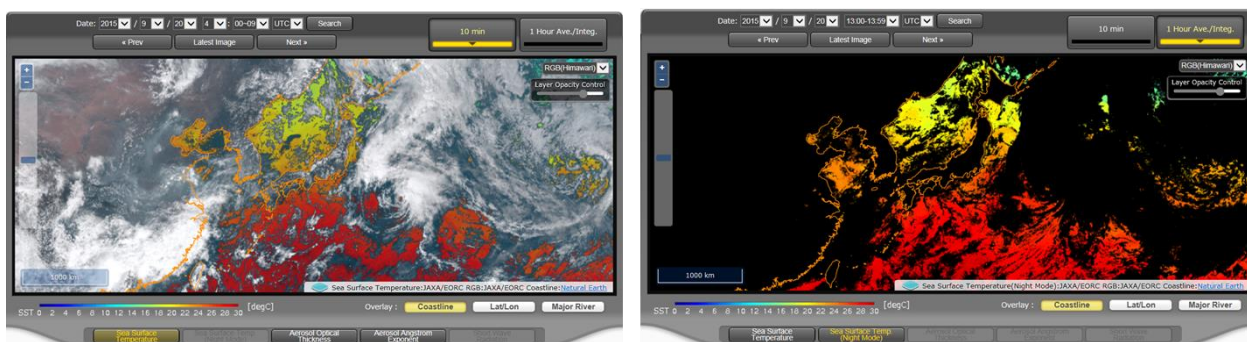 Date: 2015 / 9 / 20 4 : 00-09 UTC Search
« Prev Latest Image Next »
10 min 1 Hour Ave./Integ.
+
−
RGB(Himawari)
Layer Opacity Control
1000 km
Sea Surface Temperature:JAXA/EORC RGB:JAXA/EORC Coastline:Natural Earth
SST 0 2 4 6 8 10 12 14 16 18 20 22 24 26 28 30 [degC]
Overlay : Coastline Lat/Lon Major River
Sea Surface Temperature
Aerosol Optical Thickness
Aerosol Angstrom Exponent
Date: 2015 / 9 / 20 13:00-13:59 UTC Search
« Prev Latest Image Next »
10 min 1 Hour Ave./Integ.
+
−
RGB(Himawari)
Layer Opacity Control
1000 km
Sea Surface Temperature(Night Mode):JAXA/EORC RGB:JAXA/EORC Coastline:Natural Earth
SST 0 2 4 6 8 10 12 14 16 18 20 22 24 26 28 30 [degC]
Overlay : Coastline Lat/Lon Major River
Sea Surface Temperature
Sea Surface Temp (Night Mode)
Aerosol Optical Thickness
Aerosol Angstrom Exponent